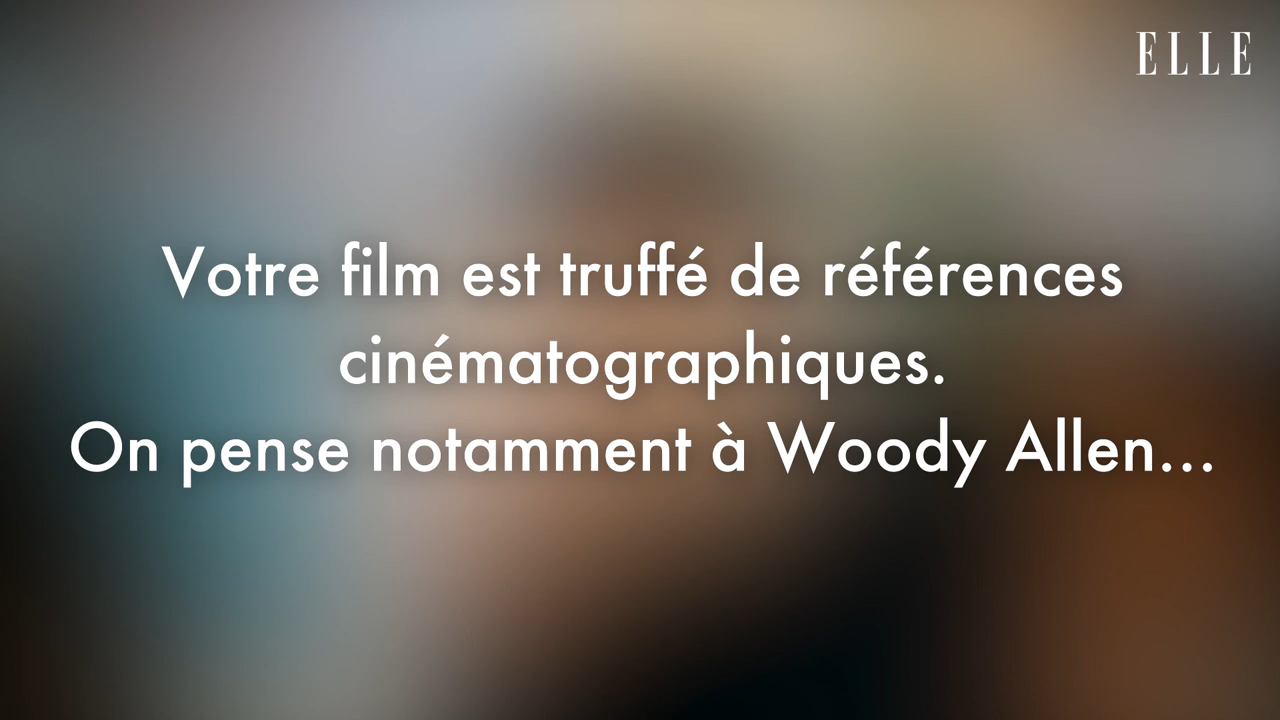 ELLE
Votre film est truffé de références
cinématographiques.
On pense notamment à Woody Allen...